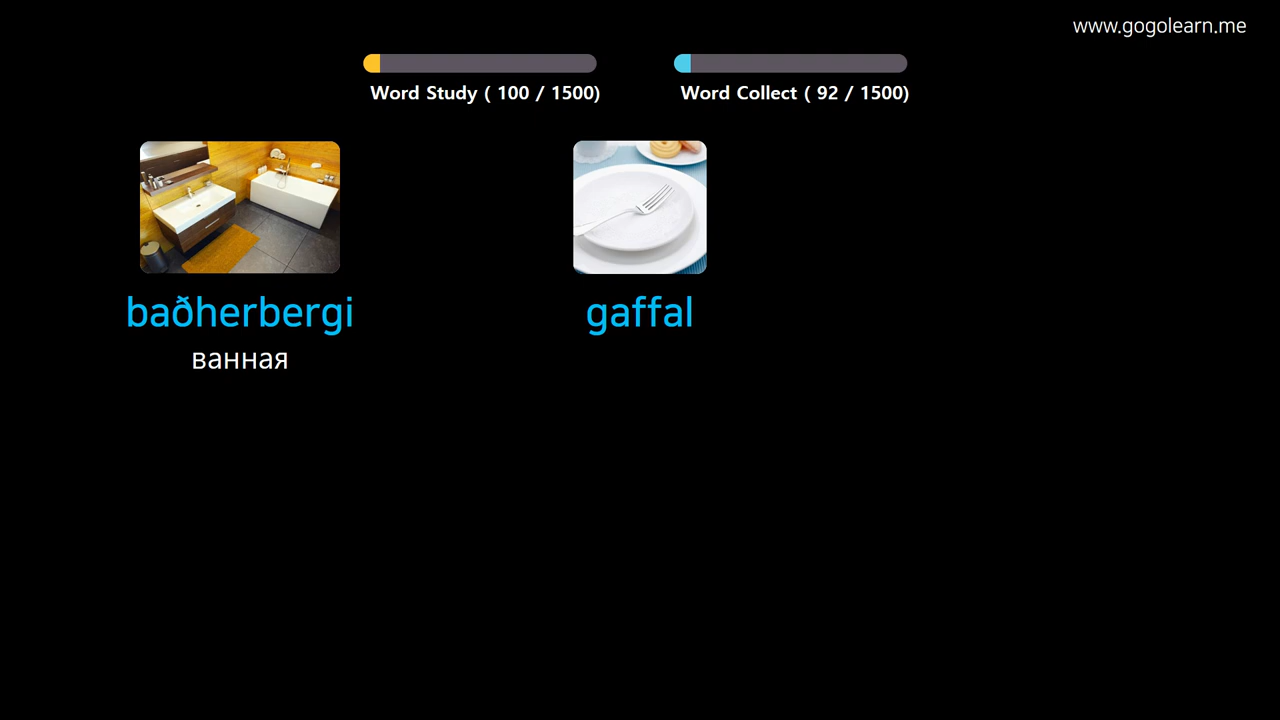 www.gogolearn.me
Word Study ( 100 / 1500)
Word Collect ( 92 / 1500)
baðherbergi
gaffal
ванная